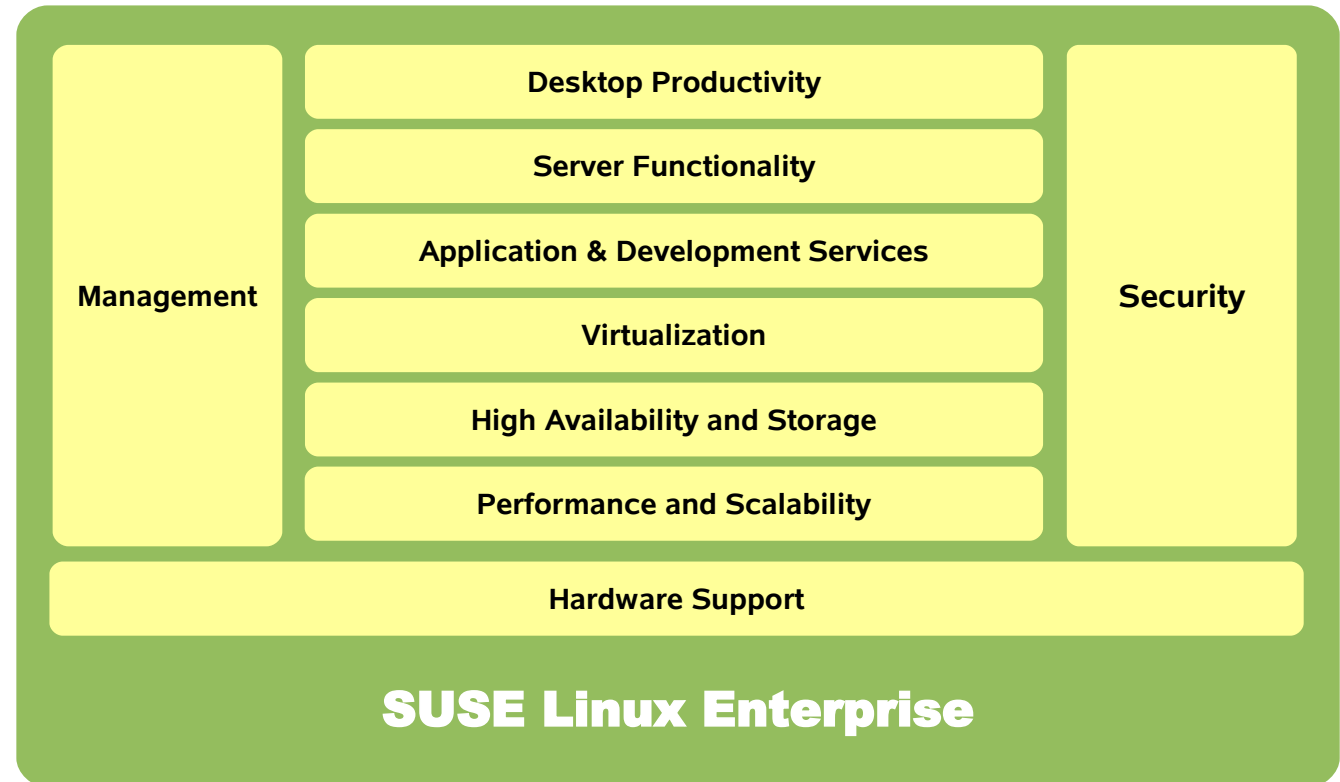 Desktop Productivity
Server Functionality
Application & Development Services
Management
Security
Virtualization
High Availability and Storage
Performance and Scalability
Hardware Support
SUSE Linux Enterprise